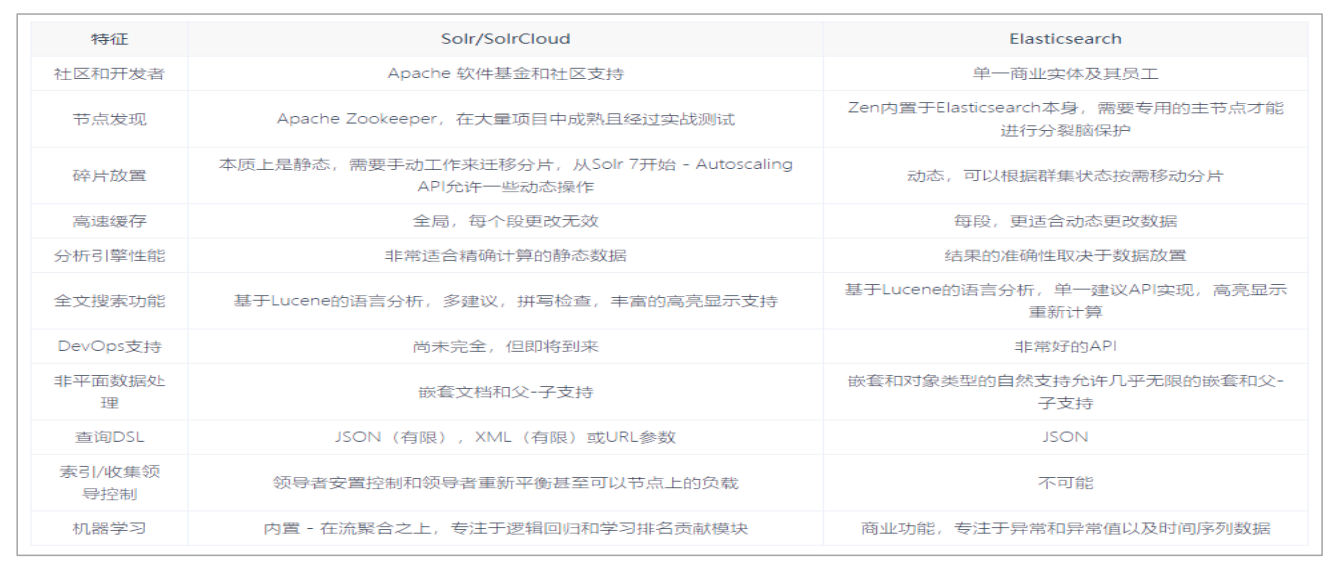 特征 Solr/SolrCloud Elasticsearch
社区和开发者 Apache 软件基金和社区支持 单一商业实体及其员工
节点发现 Apache Zookeeper，在大量项目中成熟且经过实战测试 Zen内置于Elasticsearch本身，需要专用的主节点才能
进行分裂脑保护
碎片放置 本质上是静态，需要手动工作来迁移分片，从Solr 7开始 - Autoscaling
API允许一些动态操作 动态，可以根据群集状态按需移动分片
高速缓存 全局，每个段更改无效 每段，更适合动态更改数据
分析引擎性能 非常适合精确计算的静态数据 结果的准确性取决于数据放置
全文搜索功能 基于Lucene的语言分析，多建议，拼写检查，丰富的高亮显示支持 基于Lucene的语言分析，单一建议API实现，高亮显示
重新计算
DevOps支持 尚未完全，但即将到来 非常好的API
非平面数据处
理 嵌套文档和父-子支持 嵌套和对象类型的自然支持允许几乎无限的嵌套和父-
子支持
查询DSL JSON（有限），XML（有限）或URL参数 JSON
索引/收集领
导控制 领导者安置控制和领导者重新平衡甚至可以节点上的负载 不可能
机器学习 内置 - 在流聚合之上，专注于逻辑回归和学习排名贡献模块 商业功能，专注于异常和异常值以及时间序列数据